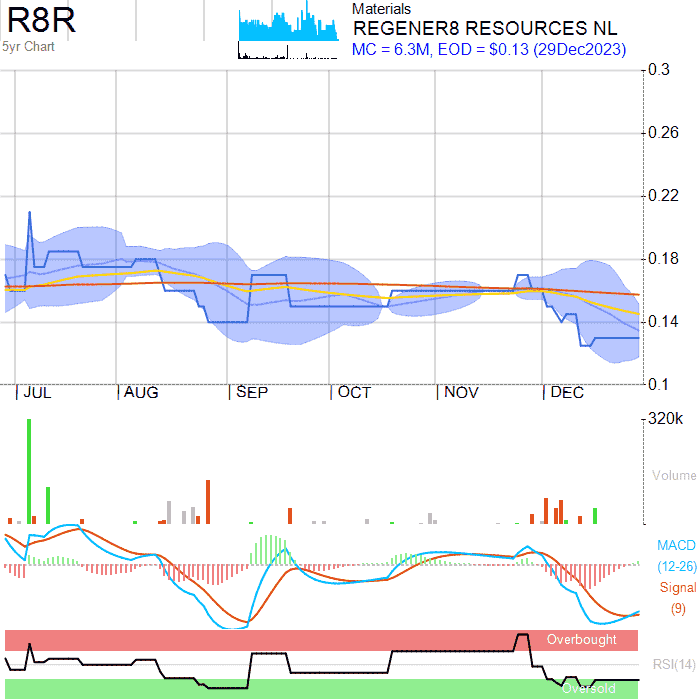 R8R
5yr Chart
Materials
REGENER8 RESOURCES NL
MC = 6.3M, EOD = $0.13 (29Dec2023)
0.3
0.26
0.22
0.18
0.14
0.1
JUL AUG SEP OCT NOV DEC
320k
Volume
MACD
(12-26)
Signal
(9)
Overbought
RSI(14)
Oversold